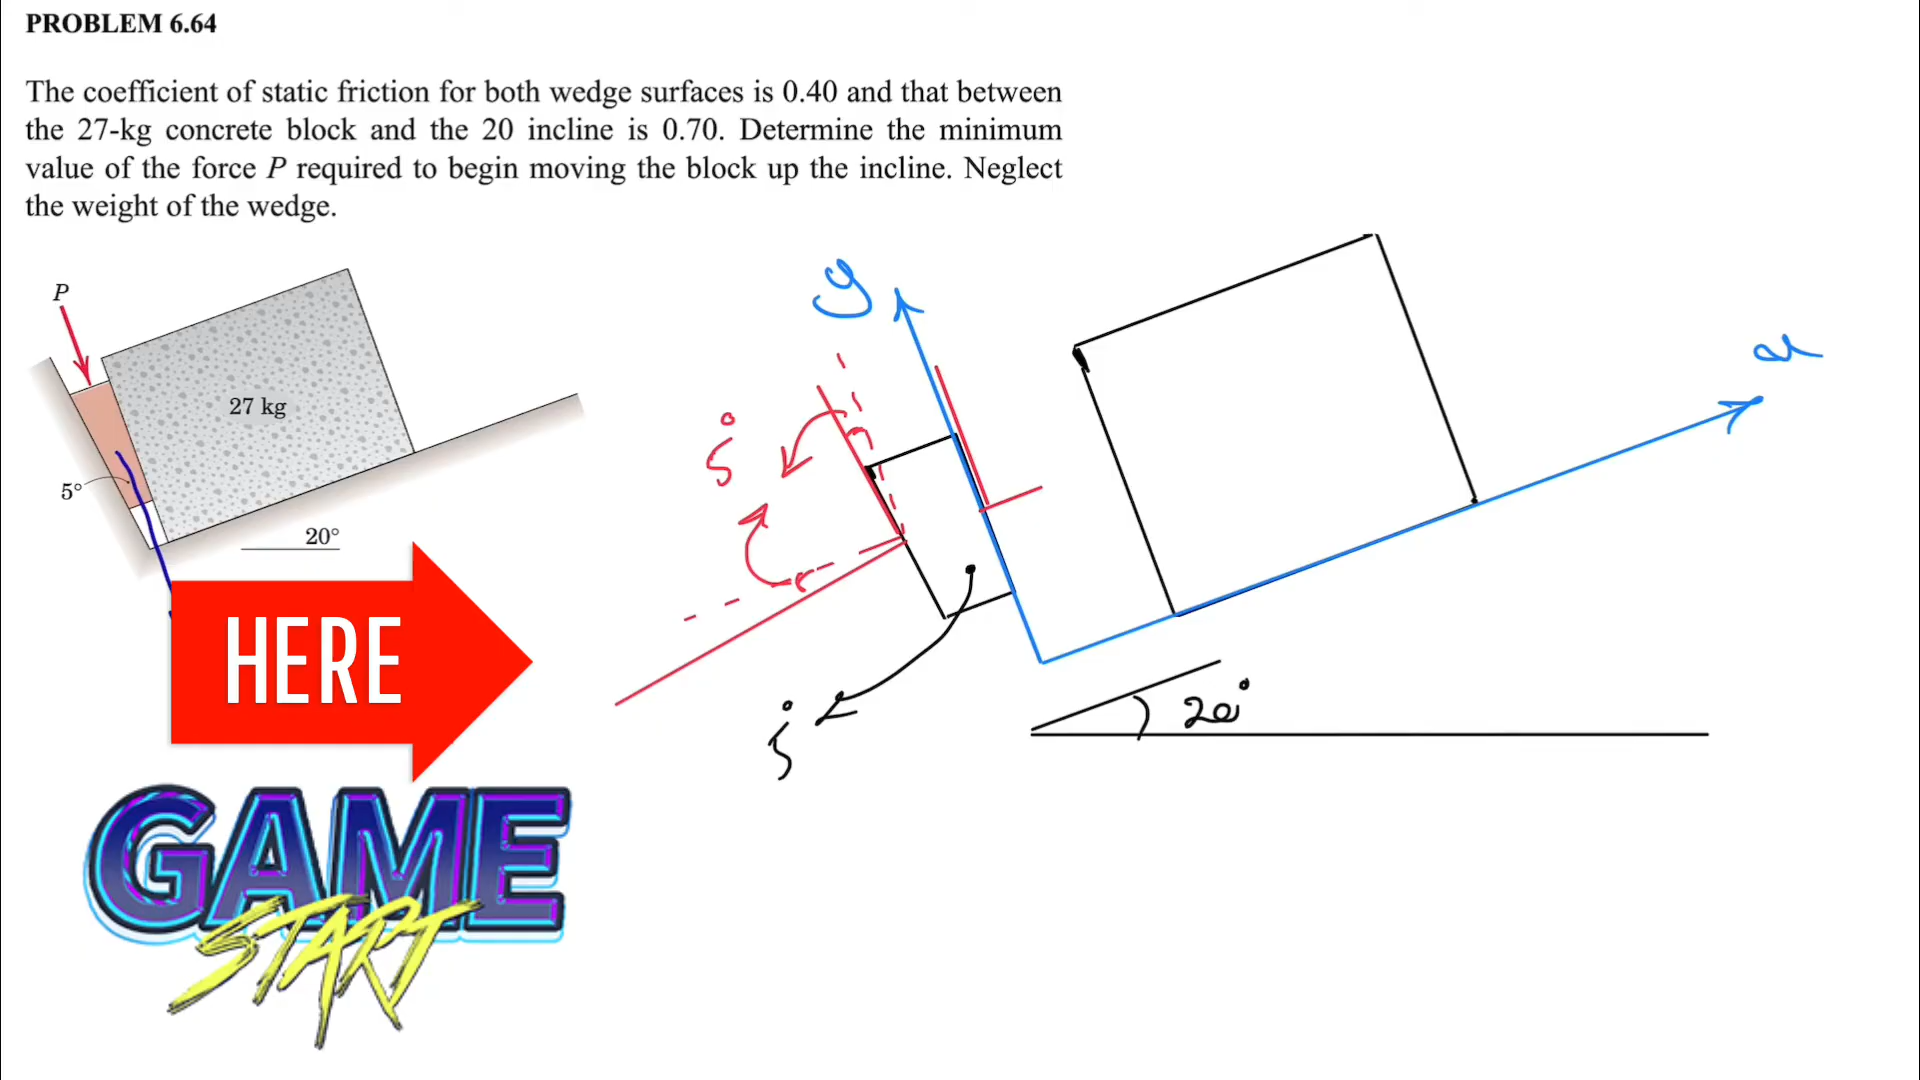 PROBLEM 6.64
The coefficient of static friction for both wedge surfaces is 0.40 and that between
the 27-kg concrete block and the 20 incline is 0.70. Determine the minimum
value of the force P required to begin moving the block up the incline. Neglect
the weight of the wedge.
P
27 kg
5°
20°
y
x
5°
5°
20°
HERE
GAME
START